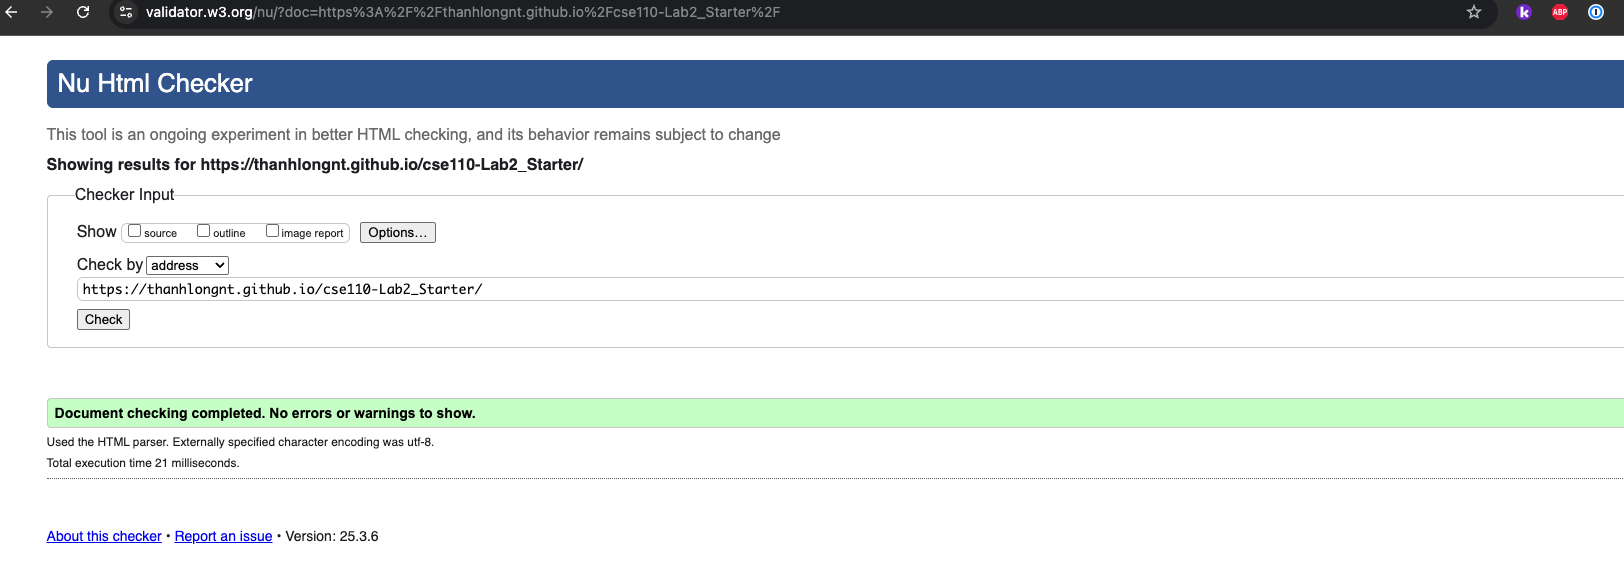 validator.w3.org/nu/?doc=https%3A%2F%2Fthanhlongnt.github.io%2Fcse110-Lab2_Starter%2F
k
ABP
Nu Html Checker
This tool is an ongoing experiment in better HTML checking, and its behavior remains subject to change
Showing results for https://thanhlongnt.github.io/cse110-Lab2_Starter/
Checker Input
Show source outline image report Options…
Check by address
https://thanhlongnt.github.io/cse110-Lab2_Starter/
Check
Document checking completed. No errors or warnings to show.
Used the HTML parser. Externally specified character encoding was utf-8.
Total execution time 21 milliseconds.
About this checker • Report an issue • Version: 25.3.6